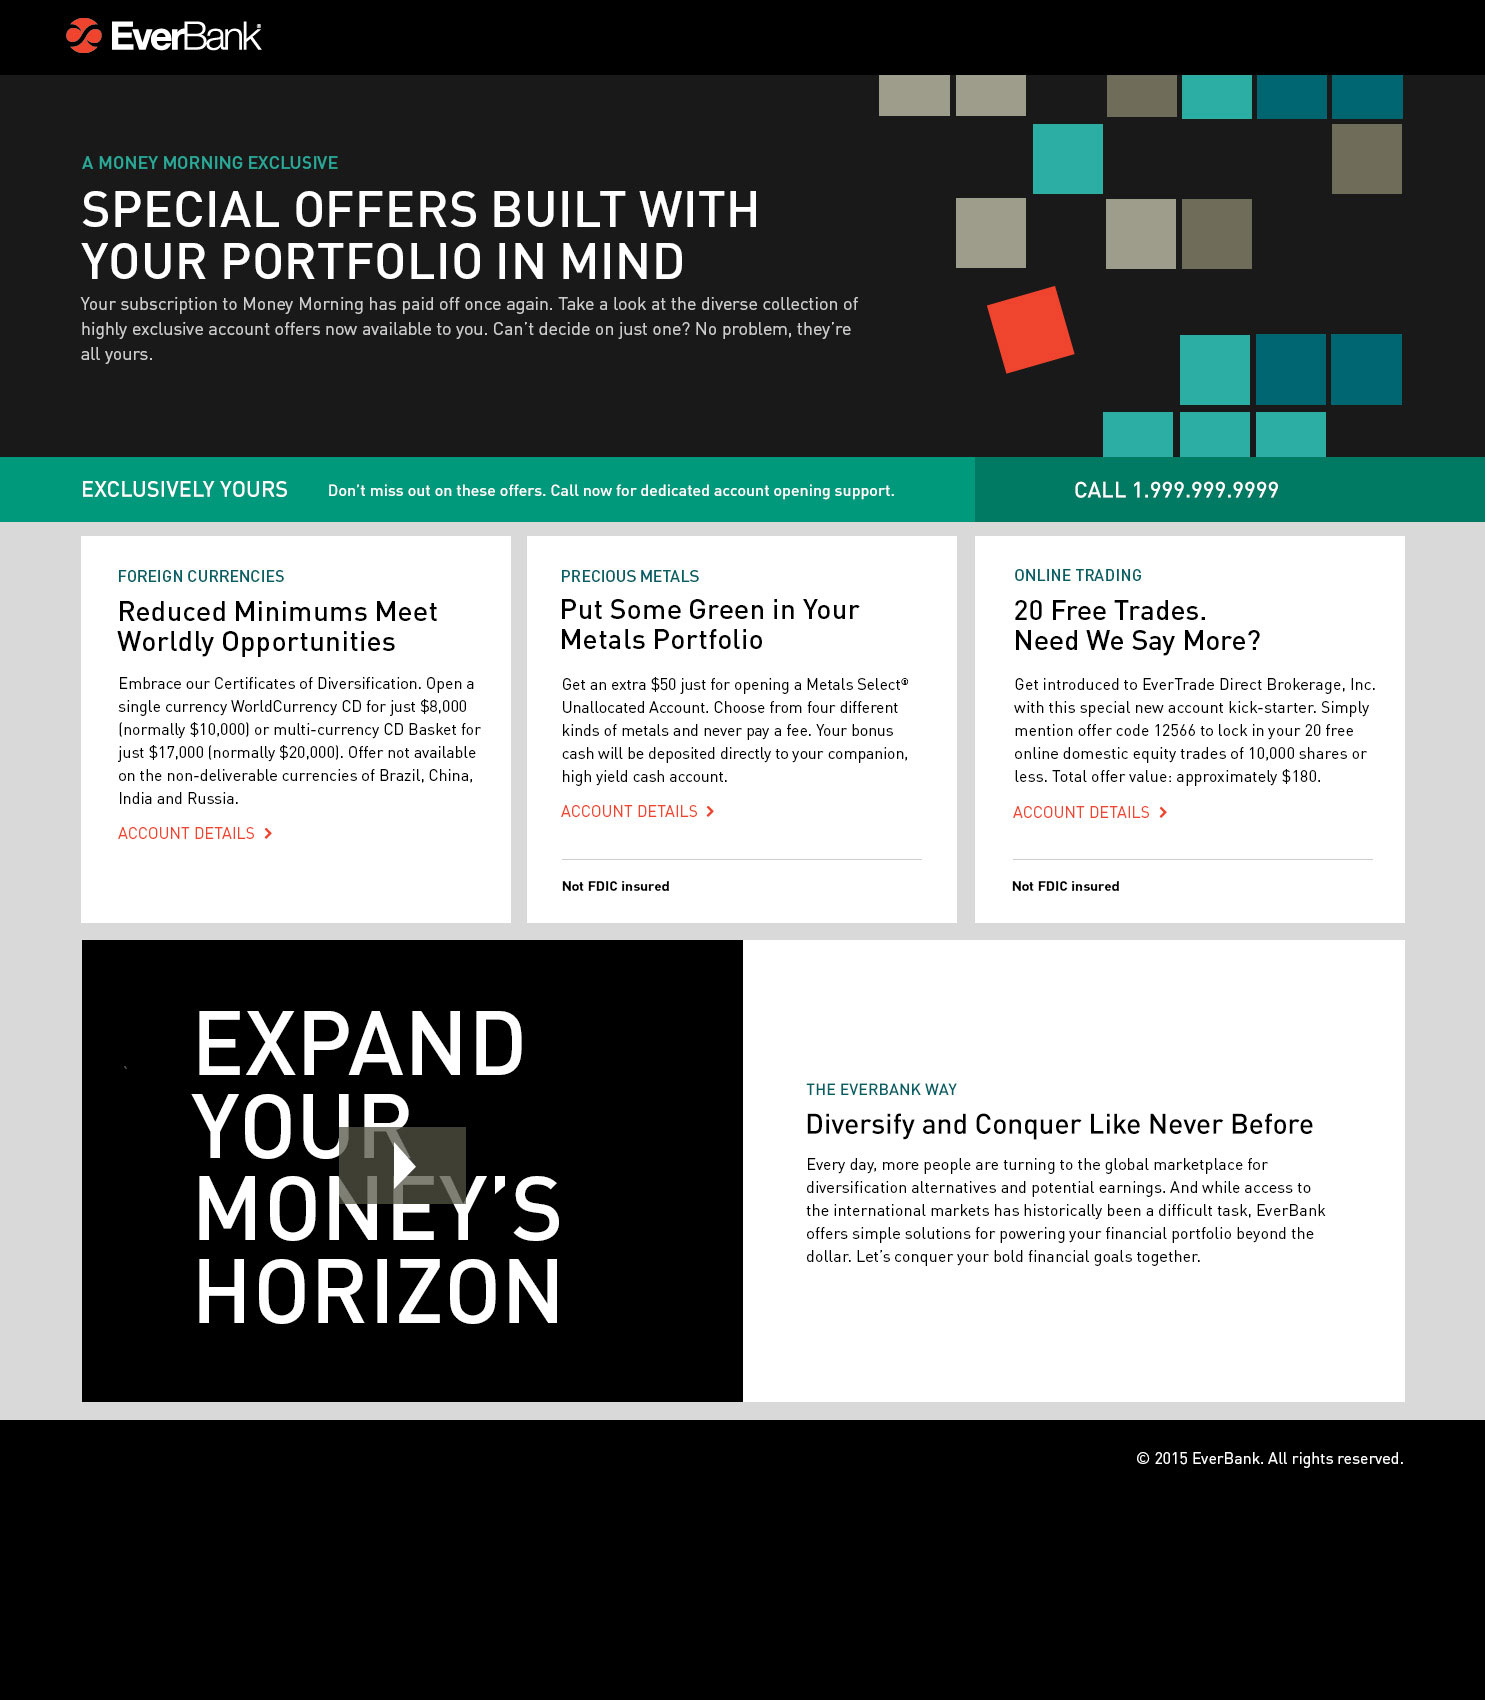 EverBank
A MONEY MORNING EXCLUSIVE
SPECIAL OFFERS BUILT WITH
YOUR PORTFOLIO IN MIND
Your subscription to Money Morning has paid off once again. Take a look at the diverse collection of
highly exclusive account offers now available to you. Can't decide on just one? No problem, they're
all yours.
EXCLUSIVELY YOURS
Don't miss out on these offers. Call now for dedicated account opening support.
CALL 1.999.999.9999
FOREIGN CURRENCIES
Reduced Minimums Meet
Worldly Opportunities
Embrace our Certificates of Diversification. Open a
single currency WorldCurrency CD for just $8,000
(normally $10,000) or multi-currency CD Basket for
just $17,000 (normally $20,000). Offer not available
on the non-deliverable currencies of Brazil, China,
India and Russia.
ACCOUNT DETAILS
PRECIOUS METALS
Put Some Green in Your
Metals Portfolio
Get an extra $50 just for opening a Metals Select®
Unallocated Account. Choose from four different
kinds of metals and never pay a fee. Your bonus
cash will be deposited directly to your companion,
high yield cash account.
ACCOUNT DETAILS
Not FDIC insured
ONLINE TRADING
20 Free Trades.
Need We Say More?
Get introduced to EverTrade Direct Brokerage, Inc.
with this special new account kick-starter. Simply
mention offer code 12566 to lock in your 20 free
online domestic equity trades of 10,000 shares or
less. Total offer value: approximately $180.
ACCOUNT DETAILS
Not FDIC insured
EXPAND
YOUR
MONEY'S
HORIZON
THE EVERBANK WAY
Diversify and Conquer Like Never Before
Every day, more people are turning to the global marketplace for
diversification alternatives and potential earnings. And while access to
the international markets has historically been a difficult task, EverBank
offers simple solutions for powering your financial portfolio beyond the
dollar. Let's conquer your bold financial goals together.
© 2015 EverBank. All rights reserved.